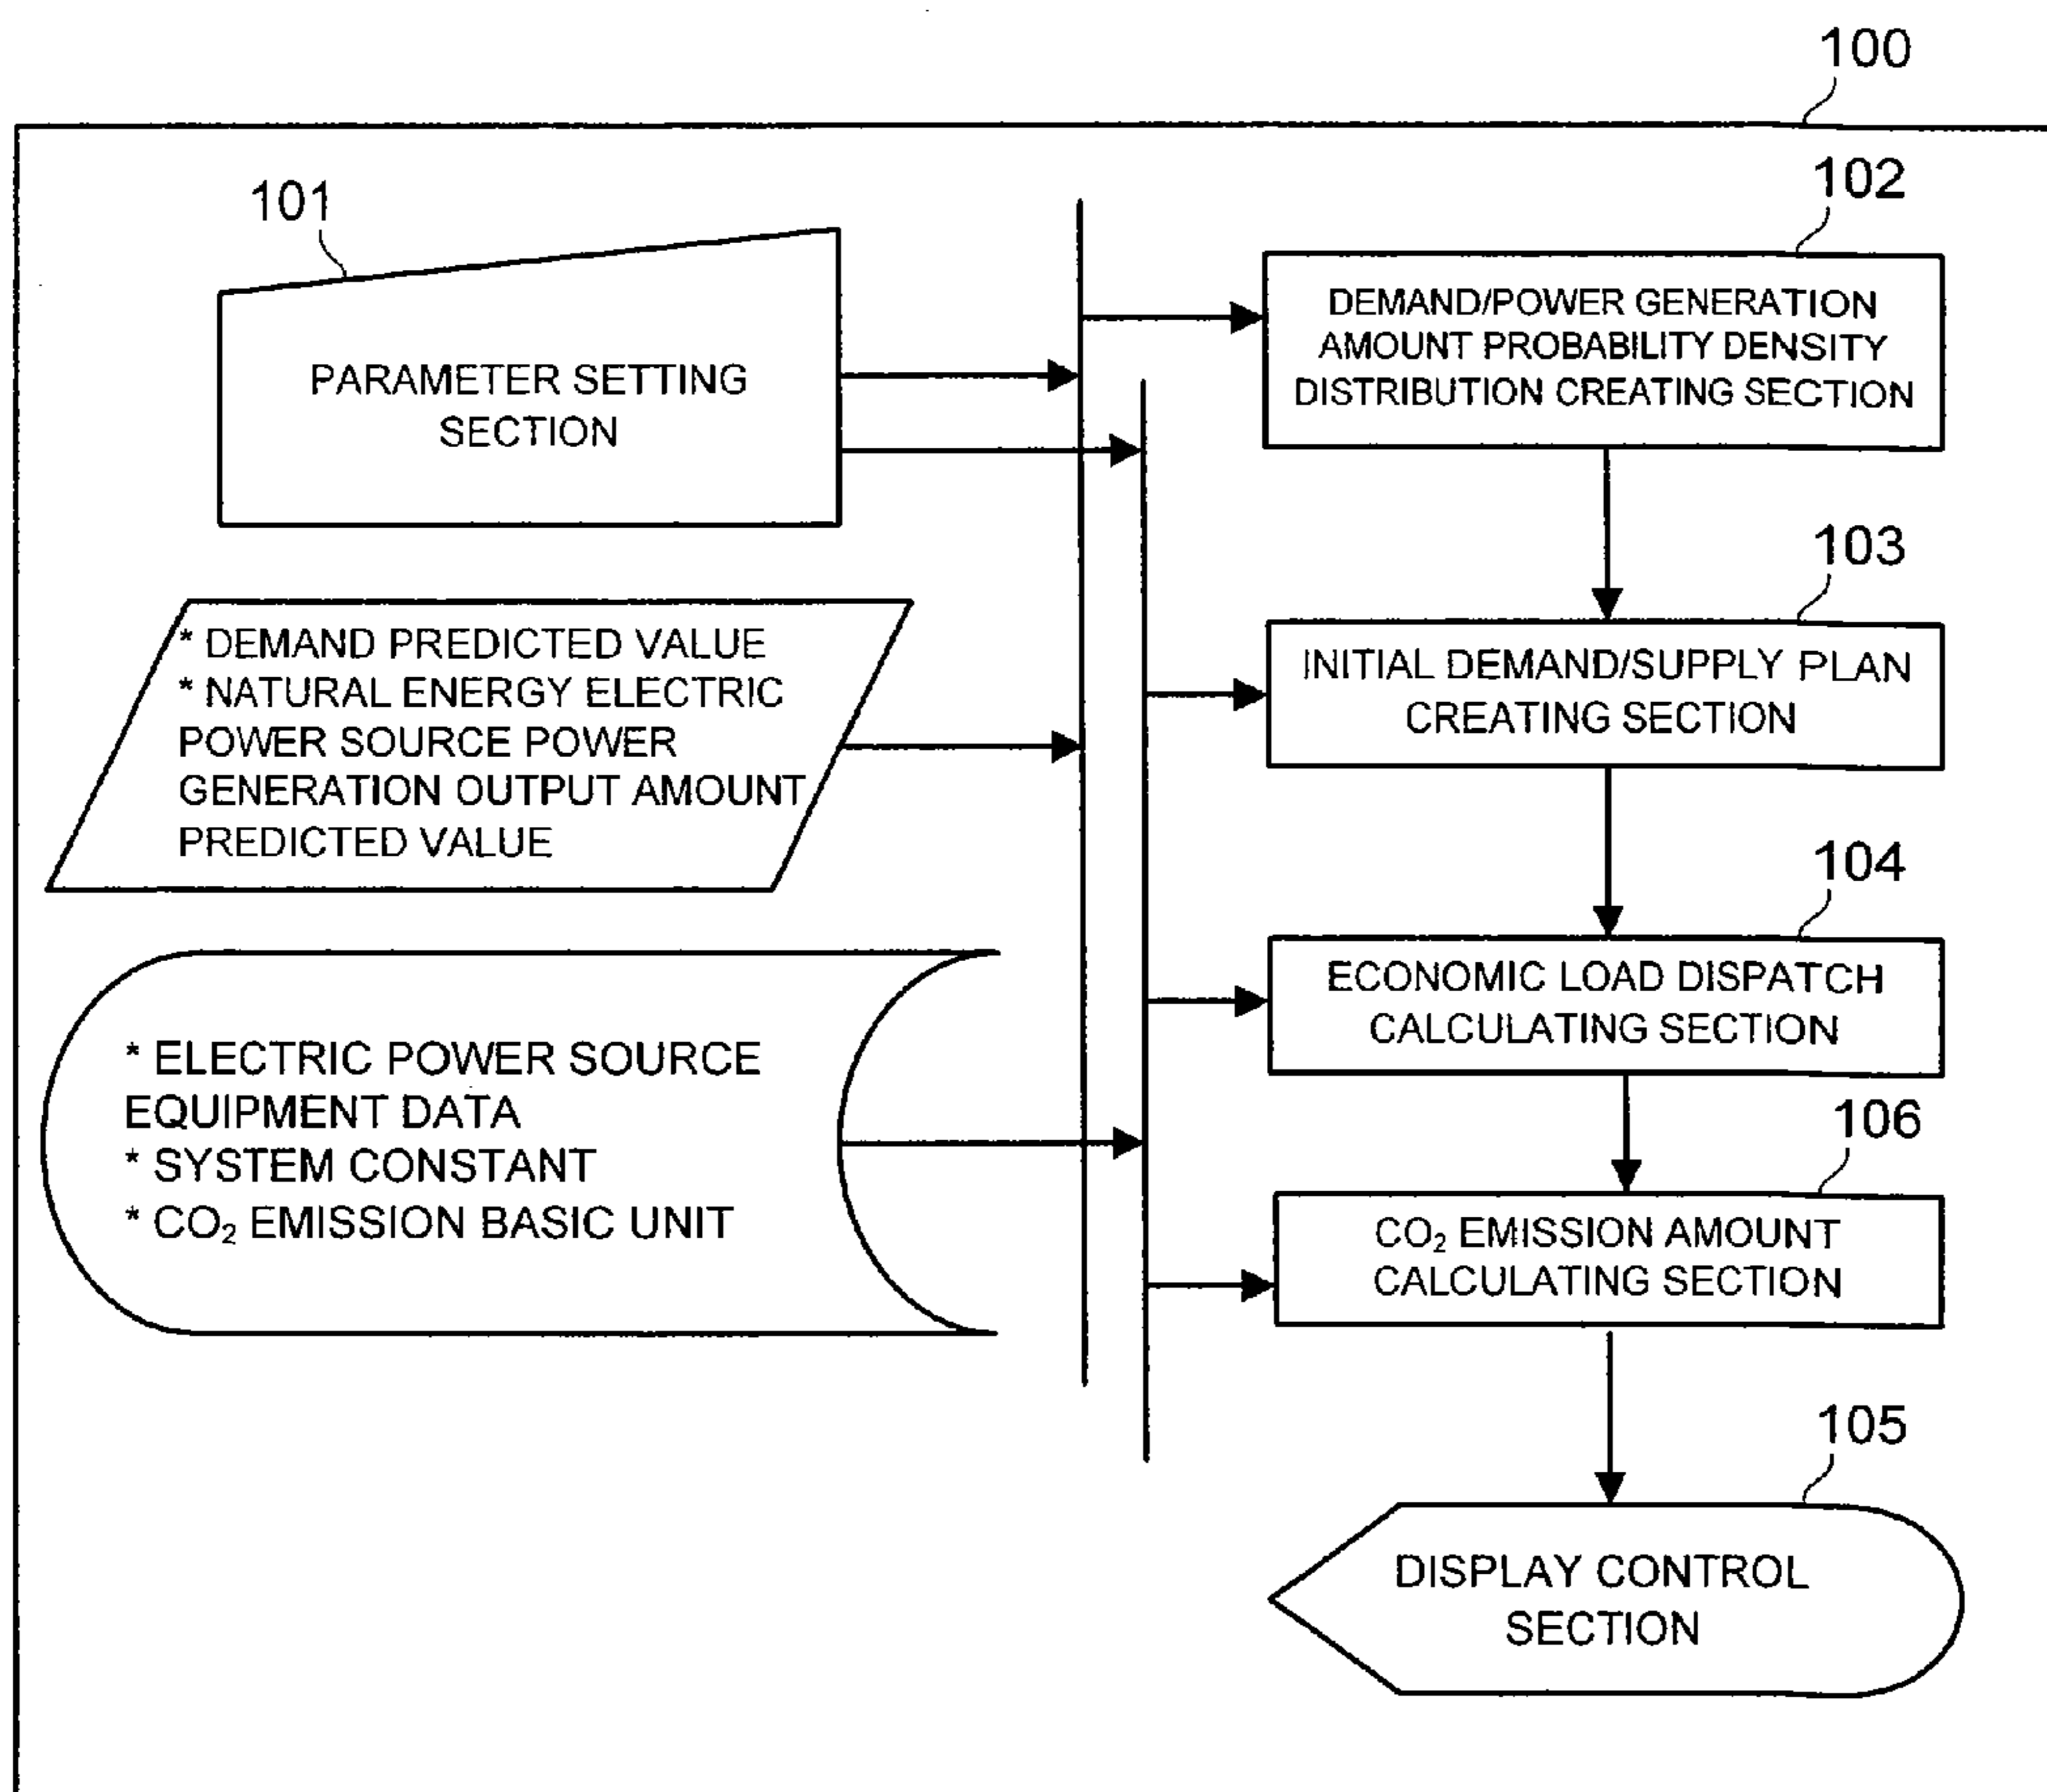 100
101
PARAMETER SETTING
SECTION
* DEMAND PREDICTED VALUE
* NATURAL ENERGY ELECTRIC
POWER SOURCE POWER
GENERATION OUTPUT AMOUNT
PREDICTED VALUE
* ELECTRIC POWER SOURCE
EQUIPMENT DATA
* SYSTEM CONSTANT
* CO₂ EMISSION BASIC UNIT
102
DEMAND/POWER GENERATION
AMOUNT PROBABILITY DENSITY
DISTRIBUTION CREATING SECTION
103
INITIAL DEMAND/SUPPLY PLAN
CREATING SECTION
104
ECONOMIC LOAD DISPATCH
CALCULATING SECTION
106
CO₂ EMISSION AMOUNT
CALCULATING SECTION
105
DISPLAY CONTROL
SECTION